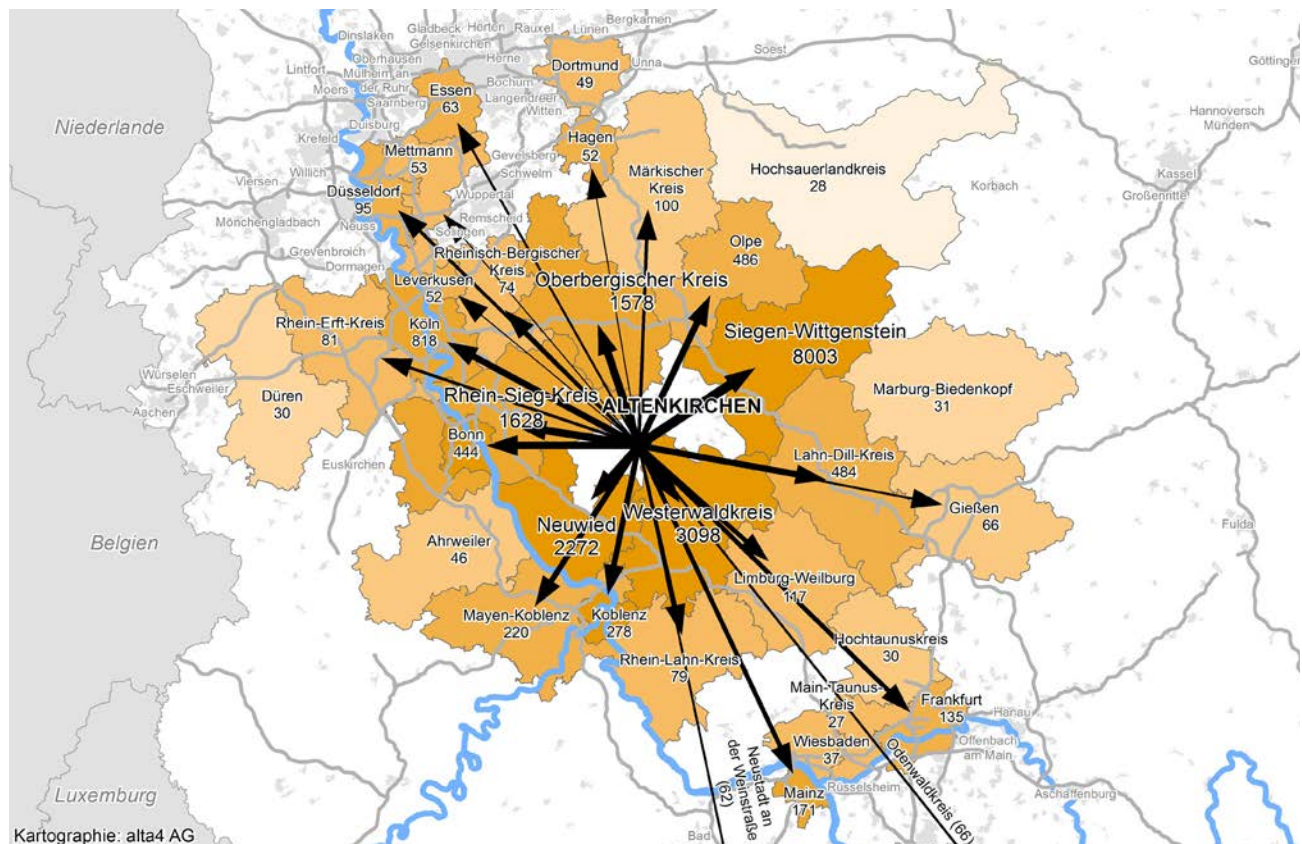 Bergkamen
Dinslaken
Gladbeck
Hörten
Rauxel
Lünen
Gelsenkirchen
Oberhausen
Herne
Dortmund
49
Unna
Soest
Göttingen
Lintfort
Mülheim an
der Ruhr
Moers
Saarnberg
Essen
63
Bochum
Langendreer
Witten
Niederlande
Duisburg
Krefeld
Hagen
52
Hannoversch
Münden
Mettmann
53
Gevelsberg
Schwelm
Märkischer
Kreis
100
Hochsauerlandkreis
28
Kassel
Korbach
Großenritte
Viersen
Willich
Düsseldorf
95
Wuppertal
Mönchengladbach
Neuss
Remscheid
Solingen
Olpe
486
Grevenbroich
Dormagen
Rheinisch-Bergischer
Kreis
74
Leverkusen
52
Oberbergischer Kreis
1578
Rhein-Erft-Kreis
81
Köln
818
Siegen-Wittgenstein
8003
Würselen
Eschweiler
Aachen
Düren
30
Rhein-Sieg-Kreis
1628
ALTENKIRCHEN
Marburg-Biedenkopf
31
Bonn
444
Euskirchen
Lahn-Dill-Kreis
484
Gießen
66
Belgien
Neuwied
2272
Westerwaldkreis
3098
Fulda
Ahrweiler
46
Limburg-Weilburg
117
Mayen-Koblenz
220
Koblenz
278
Hochtaunuskreis
30
Rhein-Lahn-Kreis
79
Main-Taunus-
Kreis
27
Frankfurt
135
Hanau
Wiesbaden
37
Offenbach
am Main
Neustadt an
der Weinstraße
(62)
Odenwaldkreis (66)
Rüsselsheim
Mainz
171
Aschaffenburg
Luxemburg
Bad
Kartographie: alta4 AG